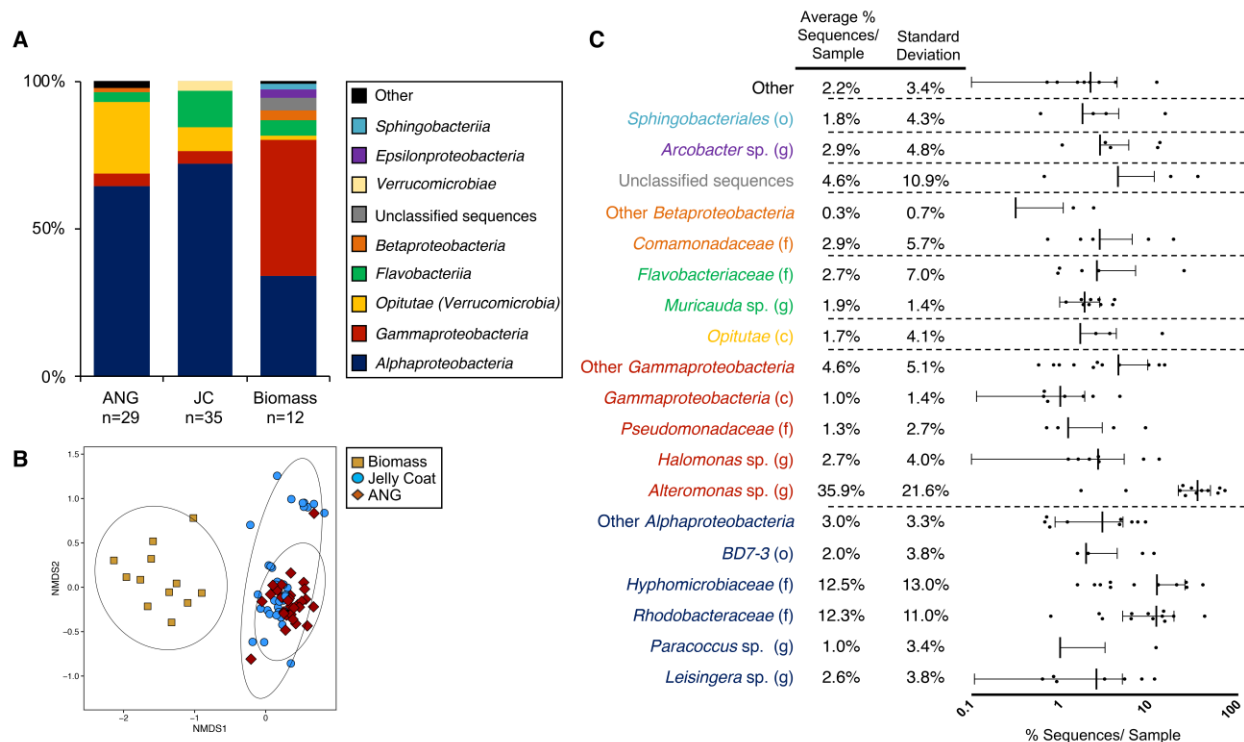 A
100%
50%
0%
ANG
n=29
JC
n=35
Biomass
n=12
Other
Sphingobacteriia
Epsilonproteobacteria
Verrucomicrobiae
Unclassified sequences
Betaproteobacteria
Flavobacteriia
Opitutae (Verrucomicrobia)
Gammaproteobacteria
Alphaproteobacteria
B
Biomass
Jelly Coat
ANG
1.5
1.0
0.5
0.0
−0.5
−1.0
NMDS2
−2
−1
0
NMDS1
C
Average %
Sequences/
Sample
Standard
Deviation
Other 2.2% 3.4%
Sphingobacteriales (o) 1.8% 4.3%
Arcobacter sp. (g) 2.9% 4.8%
Unclassified sequences 4.6% 10.9%
Other Betaproteobacteria 0.3% 0.7%
Comamonadaceae (f) 2.9% 5.7%
Flavobacteriaceae (f) 2.7% 7.0%
Muricauda sp. (g) 1.9% 1.4%
Opitutae (c) 1.7% 4.1%
Other Gammaproteobacteria 4.6% 5.1%
Gammaproteobacteria (c) 1.0% 1.4%
Pseudomonadaceae (f) 1.3% 2.7%
Halomonas sp. (g) 2.7% 4.0%
Alteromonas sp. (g) 35.9% 21.6%
Other Alphaproteobacteria 3.0% 3.3%
BD7-3 (o) 2.0% 3.8%
Hyphomicrobiaceae (f) 12.5% 13.0%
Rhodobacteraceae (f) 12.3% 11.0%
Paracoccus sp. (g) 1.0% 3.4%
Leisingera sp. (g) 2.6% 3.8%
0.1
1
10
100
% Sequences/ Sample